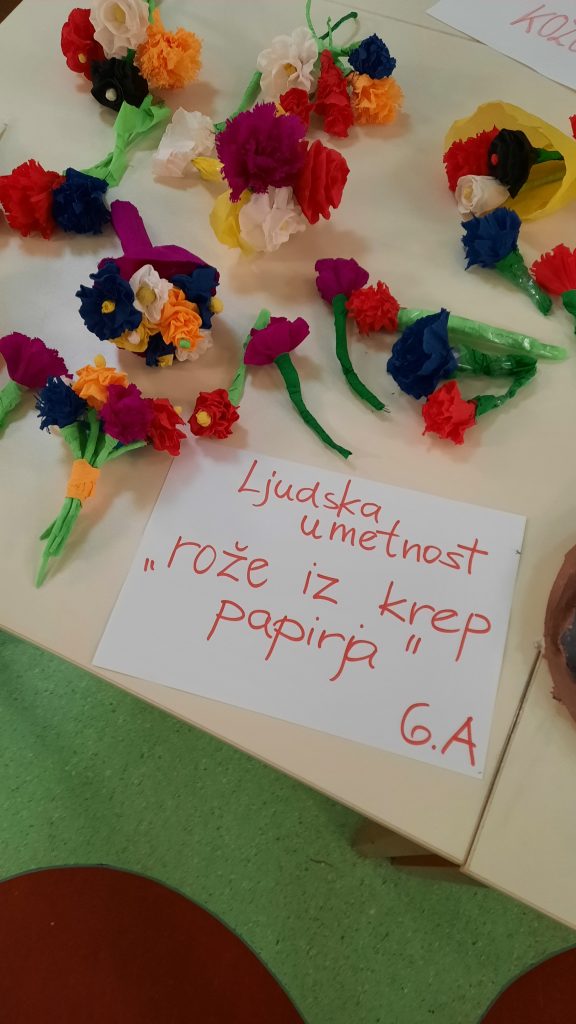 Ljudska
umetnost
„rože iz krep
papirja"
6.A